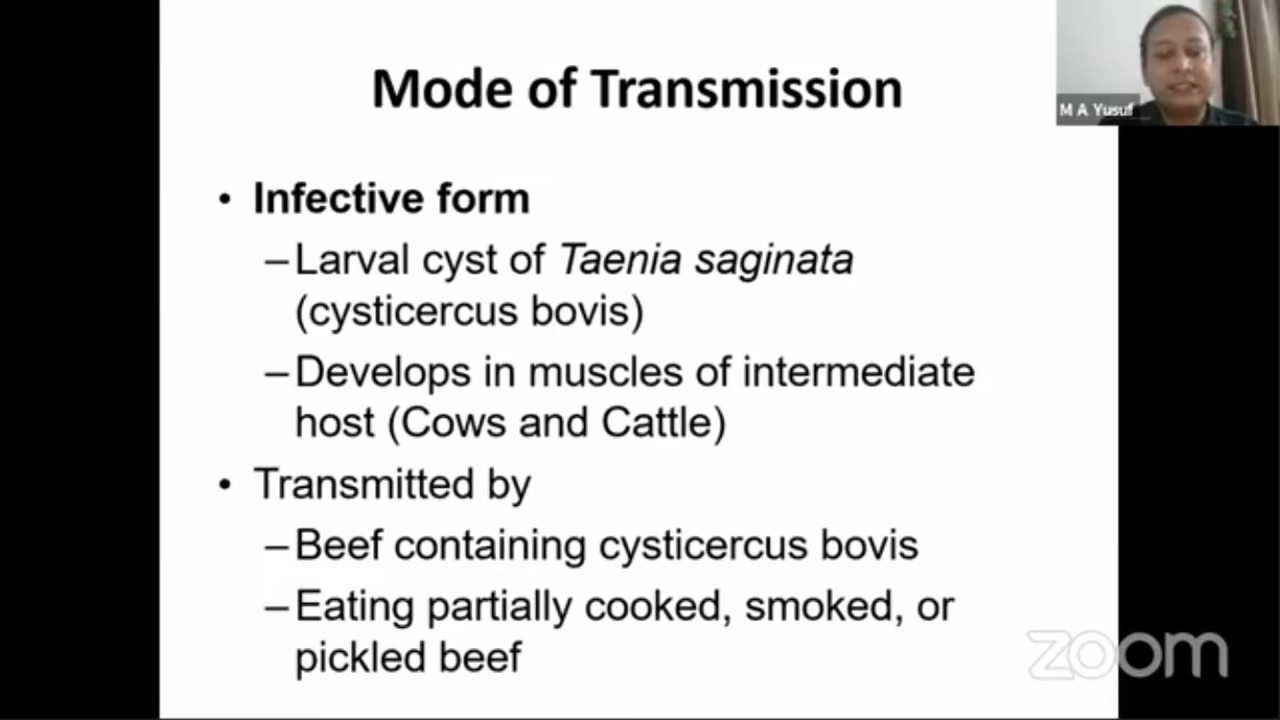 Mode of Transmission
M A Yusuf
• Infective form
–Larval cyst of Taenia saginata
(cysticercus bovis)
–Develops in muscles of intermediate
host (Cows and Cattle)
• Transmitted by
–Beef containing cysticercus bovis
–Eating partially cooked, smoked, or
pickled beef
zoom